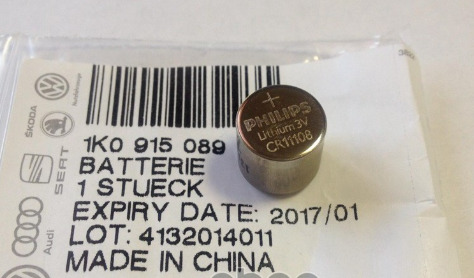 ŠKODA
SEAT
Audi
1K0 915 089
BATTERIE
1 STUECK
EXPIRY DATE: 2017/01
LOT: 4132014011
MADE IN CHINA
+
PHILIPS
Lithium 3V
CR11108